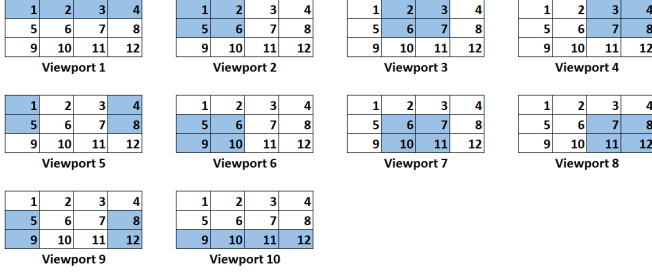 1 2 3 4 1 2 3 4 1 2 3 4 1 2 3 4
5 6 7 8 5 6 7 8 5 6 7 8 5 6 7 8
9 10 11 12 9 10 11 12 9 10 11 12 9 10 11 12
Viewport 1 Viewport 2 Viewport 3 Viewport 4
1 2 3 4 1 2 3 4 1 2 3 4 1 2 3 4
5 6 7 8 5 6 7 8 5 6 7 8 5 6 7 8
9 10 11 12 9 10 11 12 9 10 11 12 9 10 11 12
Viewport 5 Viewport 6 Viewport 7 Viewport 8
1 2 3 4 1 2 3 4
5 6 7 8 5 6 7 8
9 10 11 12 9 10 11 12
Viewport 9 Viewport 10